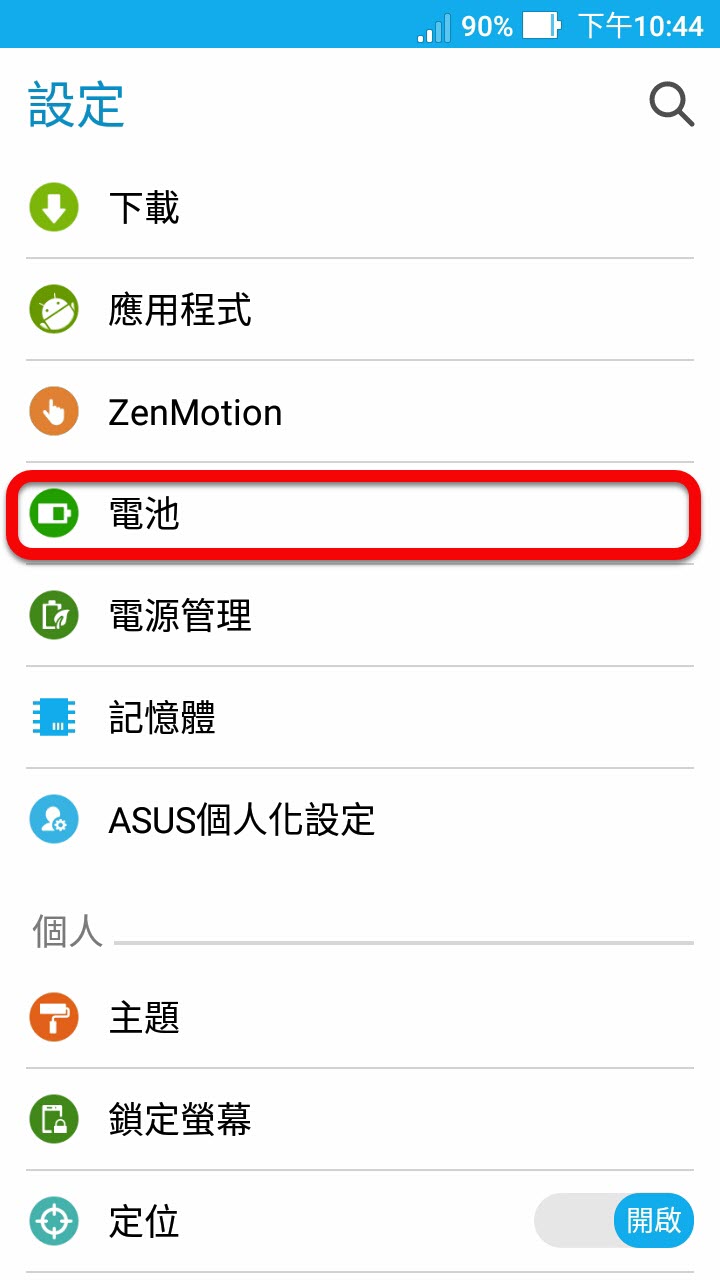 90% 下午10:44
設定
下載
應用程式
ZenMotion
電池
電源管理
記憶體
ASUS個人化設定
個人
主題
鎖定螢幕
定位
開啟